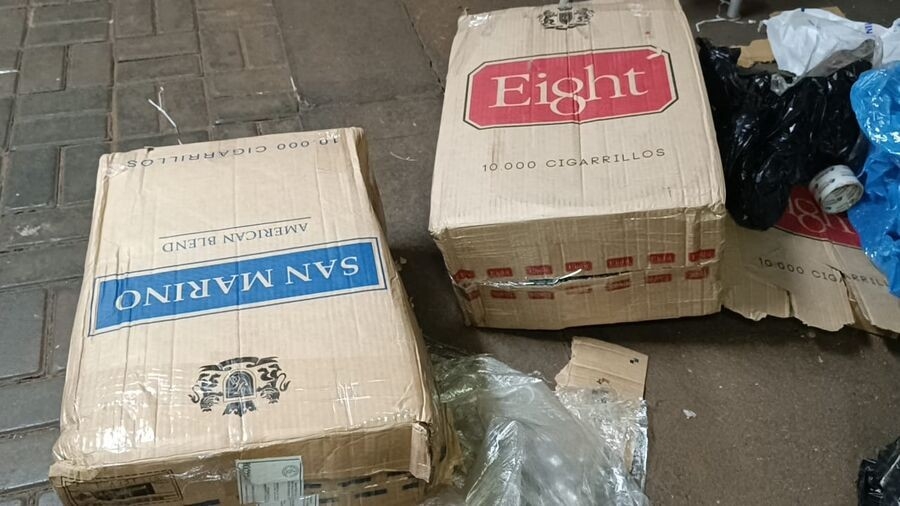 10.000 CIGARRILLOS
AMERICAN BLEND
SAN MARINO
Eight
10.000 CIGARRILLOS
10.000 CIGARRILLOS